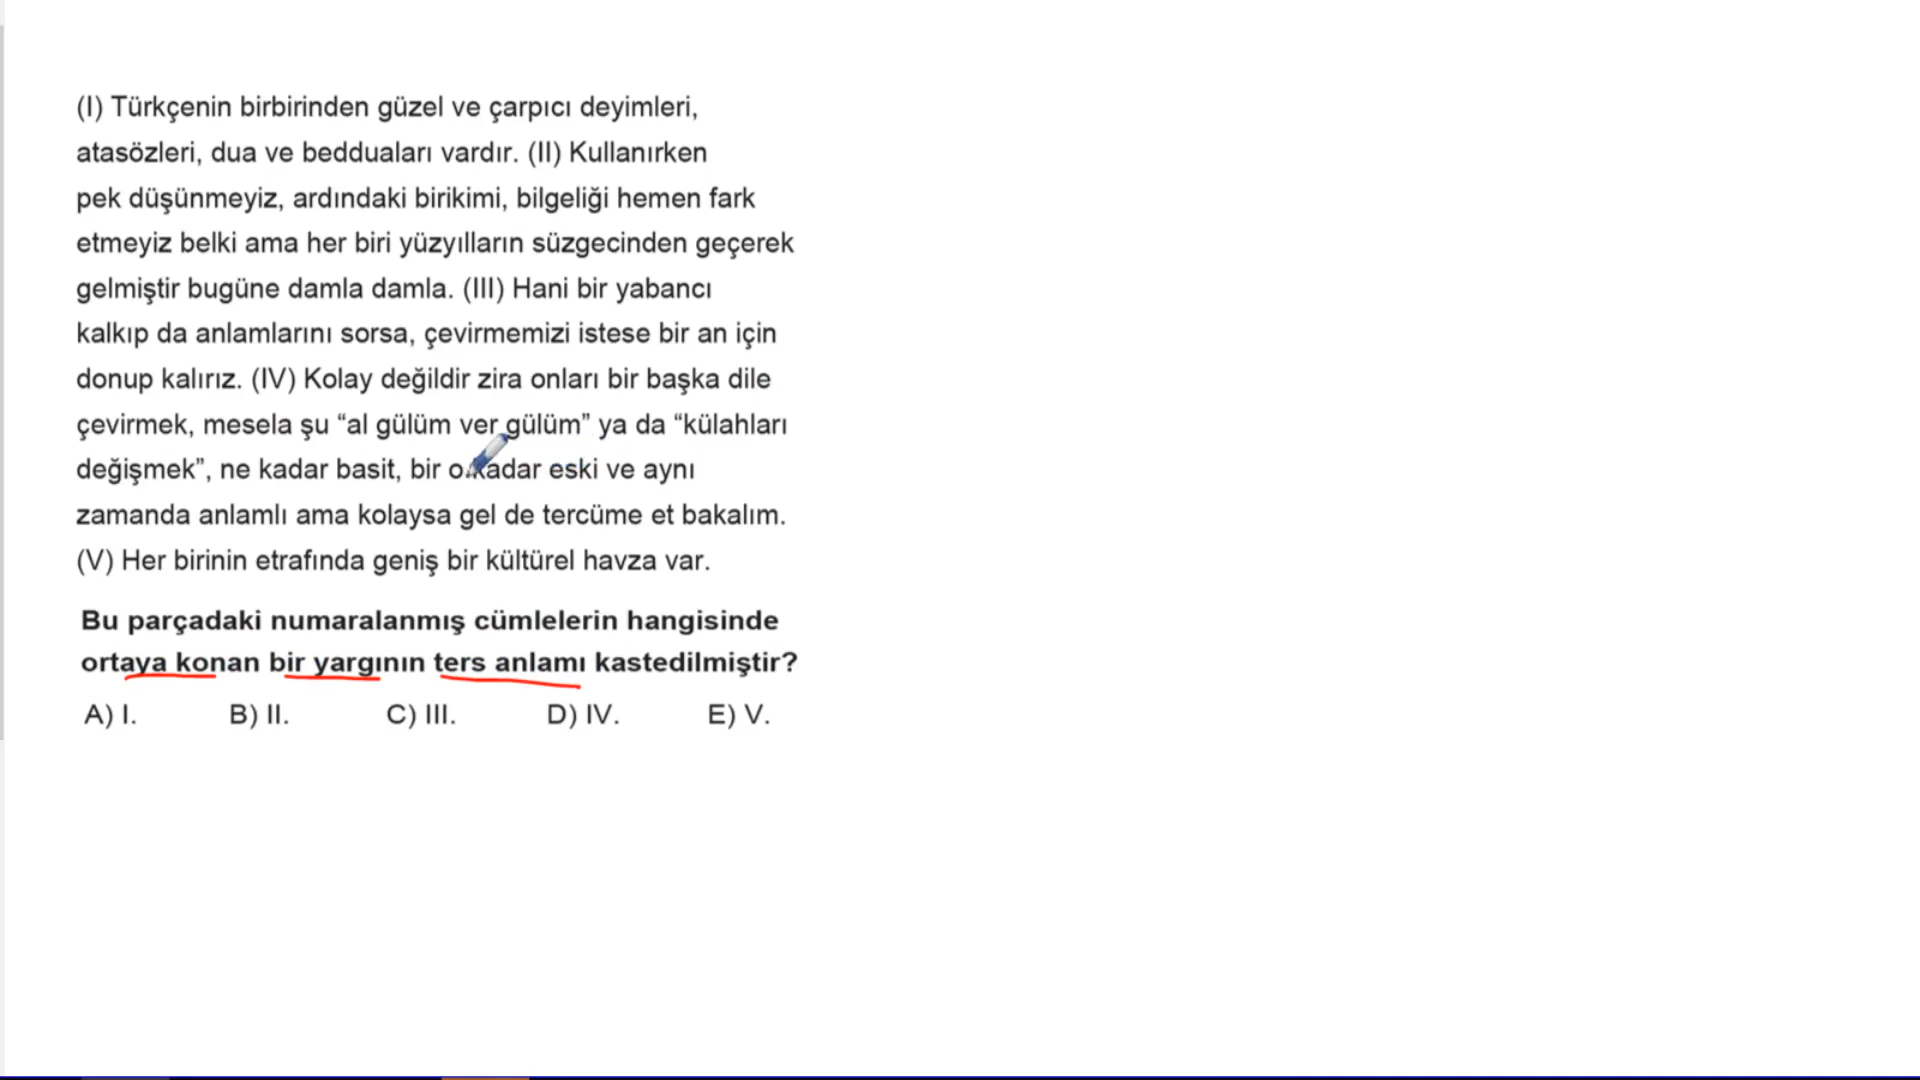 (I) Türkçenin birbirinden güzel ve çarpıcı deyimleri,
atasözleri, dua ve bedduaları vardır. (II) Kullanırken
pek düşünmeyiz, ardındaki birikimi, bilgeliği hemen fark
etmeyiz belki ama her biri yüzyılların süzgecinden geçerek
gelmiştir bugüne damla damla. (III) Hani bir yabancı
kalkıp da anlamlarını sorsa, çevirmemizi istese bir an için
donup kalırız. (IV) Kolay değildir zira onları bir başka dile
çevirmek, mesela şu “al gülüm ver gülüm” ya da “külahları
değişmek”, ne kadar basit, bir o kadar eski ve aynı
zamanda anlamlı ama kolaysa gel de tercüme et bakalım.
(V) Her birinin etrafında geniş bir kültürel havza var.
Bu parçadaki numaralanmış cümlelerin hangisinde
ortaya konan bir yargının ters anlamı kastedilmiştir?
A) I. B) II. C) III. D) IV. E) V.